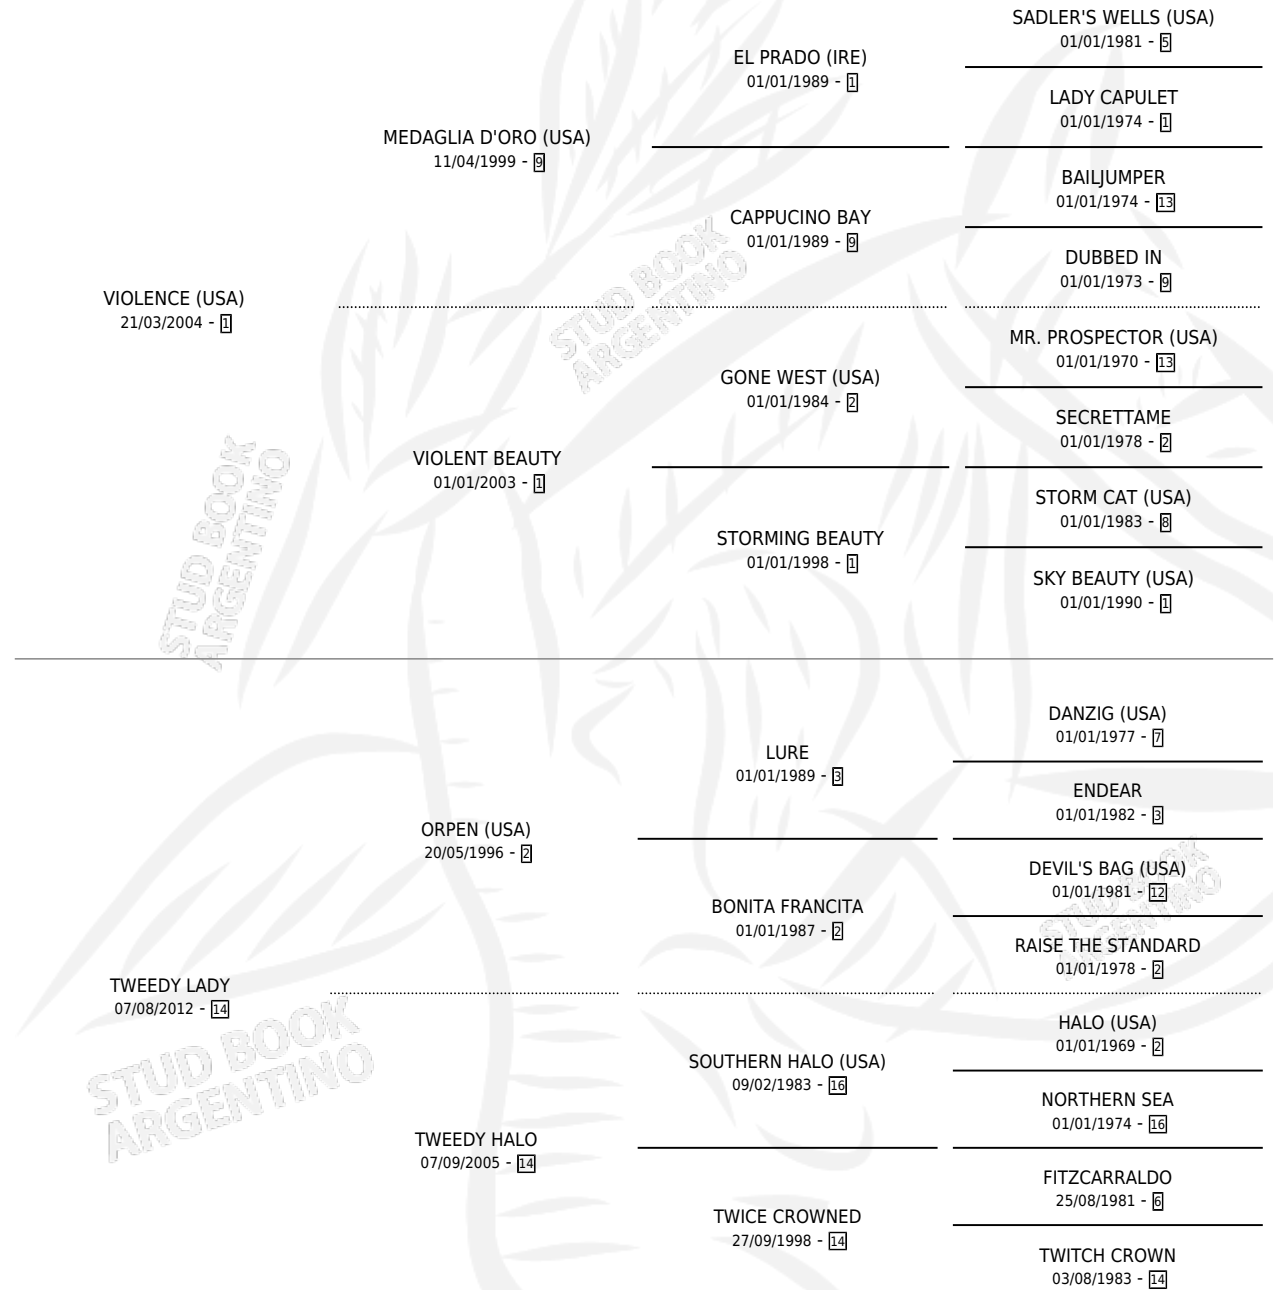 SADLER'S WELLS (USA)
01/01/1981 - 5
EL PRADO (IRE)
01/01/1989 - 1
LADY CAPULET
01/01/1974 - 1
MEDAGLIA D'ORO (USA)
11/04/1999 - 9
BAILJUMPER
01/01/1974 - 13
CAPPUCINO BAY
01/01/1989 - 9
DUBBED IN
01/01/1973 - 9
VIOLENCE (USA)
21/03/2004 - 1
MR. PROSPECTOR (USA)
01/01/1970 - 13
GONE WEST (USA)
01/01/1984 - 2
SECRETTAME
01/01/1978 - 2
VIOLENT BEAUTY
01/01/2003 - 1
STORM CAT (USA)
01/01/1983 - 8
STORMING BEAUTY
01/01/1998 - 1
SKY BEAUTY (USA)
01/01/1990 - 1
DANZIG (USA)
01/01/1977 - 7
LURE
01/01/1989 - 3
ENDEAR
01/01/1982 - 3
ORPEN (USA)
20/05/1996 - 2
DEVIL'S BAG (USA)
01/01/1981 - 12
BONITA FRANCITA
01/01/1987 - 2
RAISE THE STANDARD
01/01/1978 - 2
TWEEDY LADY
07/08/2012 - 14
HALO (USA)
01/01/1969 - 2
SOUTHERN HALO (USA)
09/02/1983 - 16
NORTHERN SEA
01/01/1974 - 16
TWEEDY HALO
07/09/2005 - 14
FITZCARRALDO
25/08/1981 - 6
TWICE CROWNED
27/09/1998 - 14
TWITCH CROWN
03/08/1983 - 14
STUD BOOK
ARGENTINO
STUD BOOK
ARGENTINO
STUD BOOK
ARGENTINO
STUD BOOK
ARGENTINO